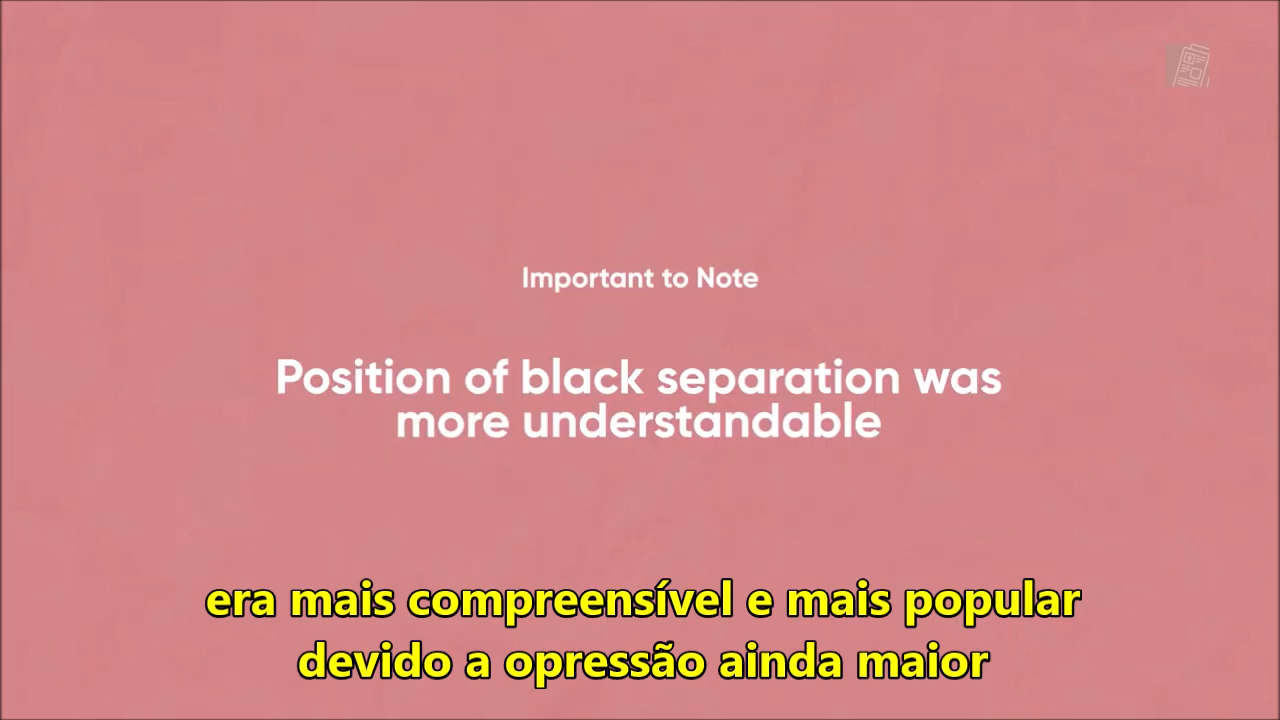 Important to Note
Position of black separation was
more understandable
era mais compreensível e mais popular
devido a opressão ainda maior